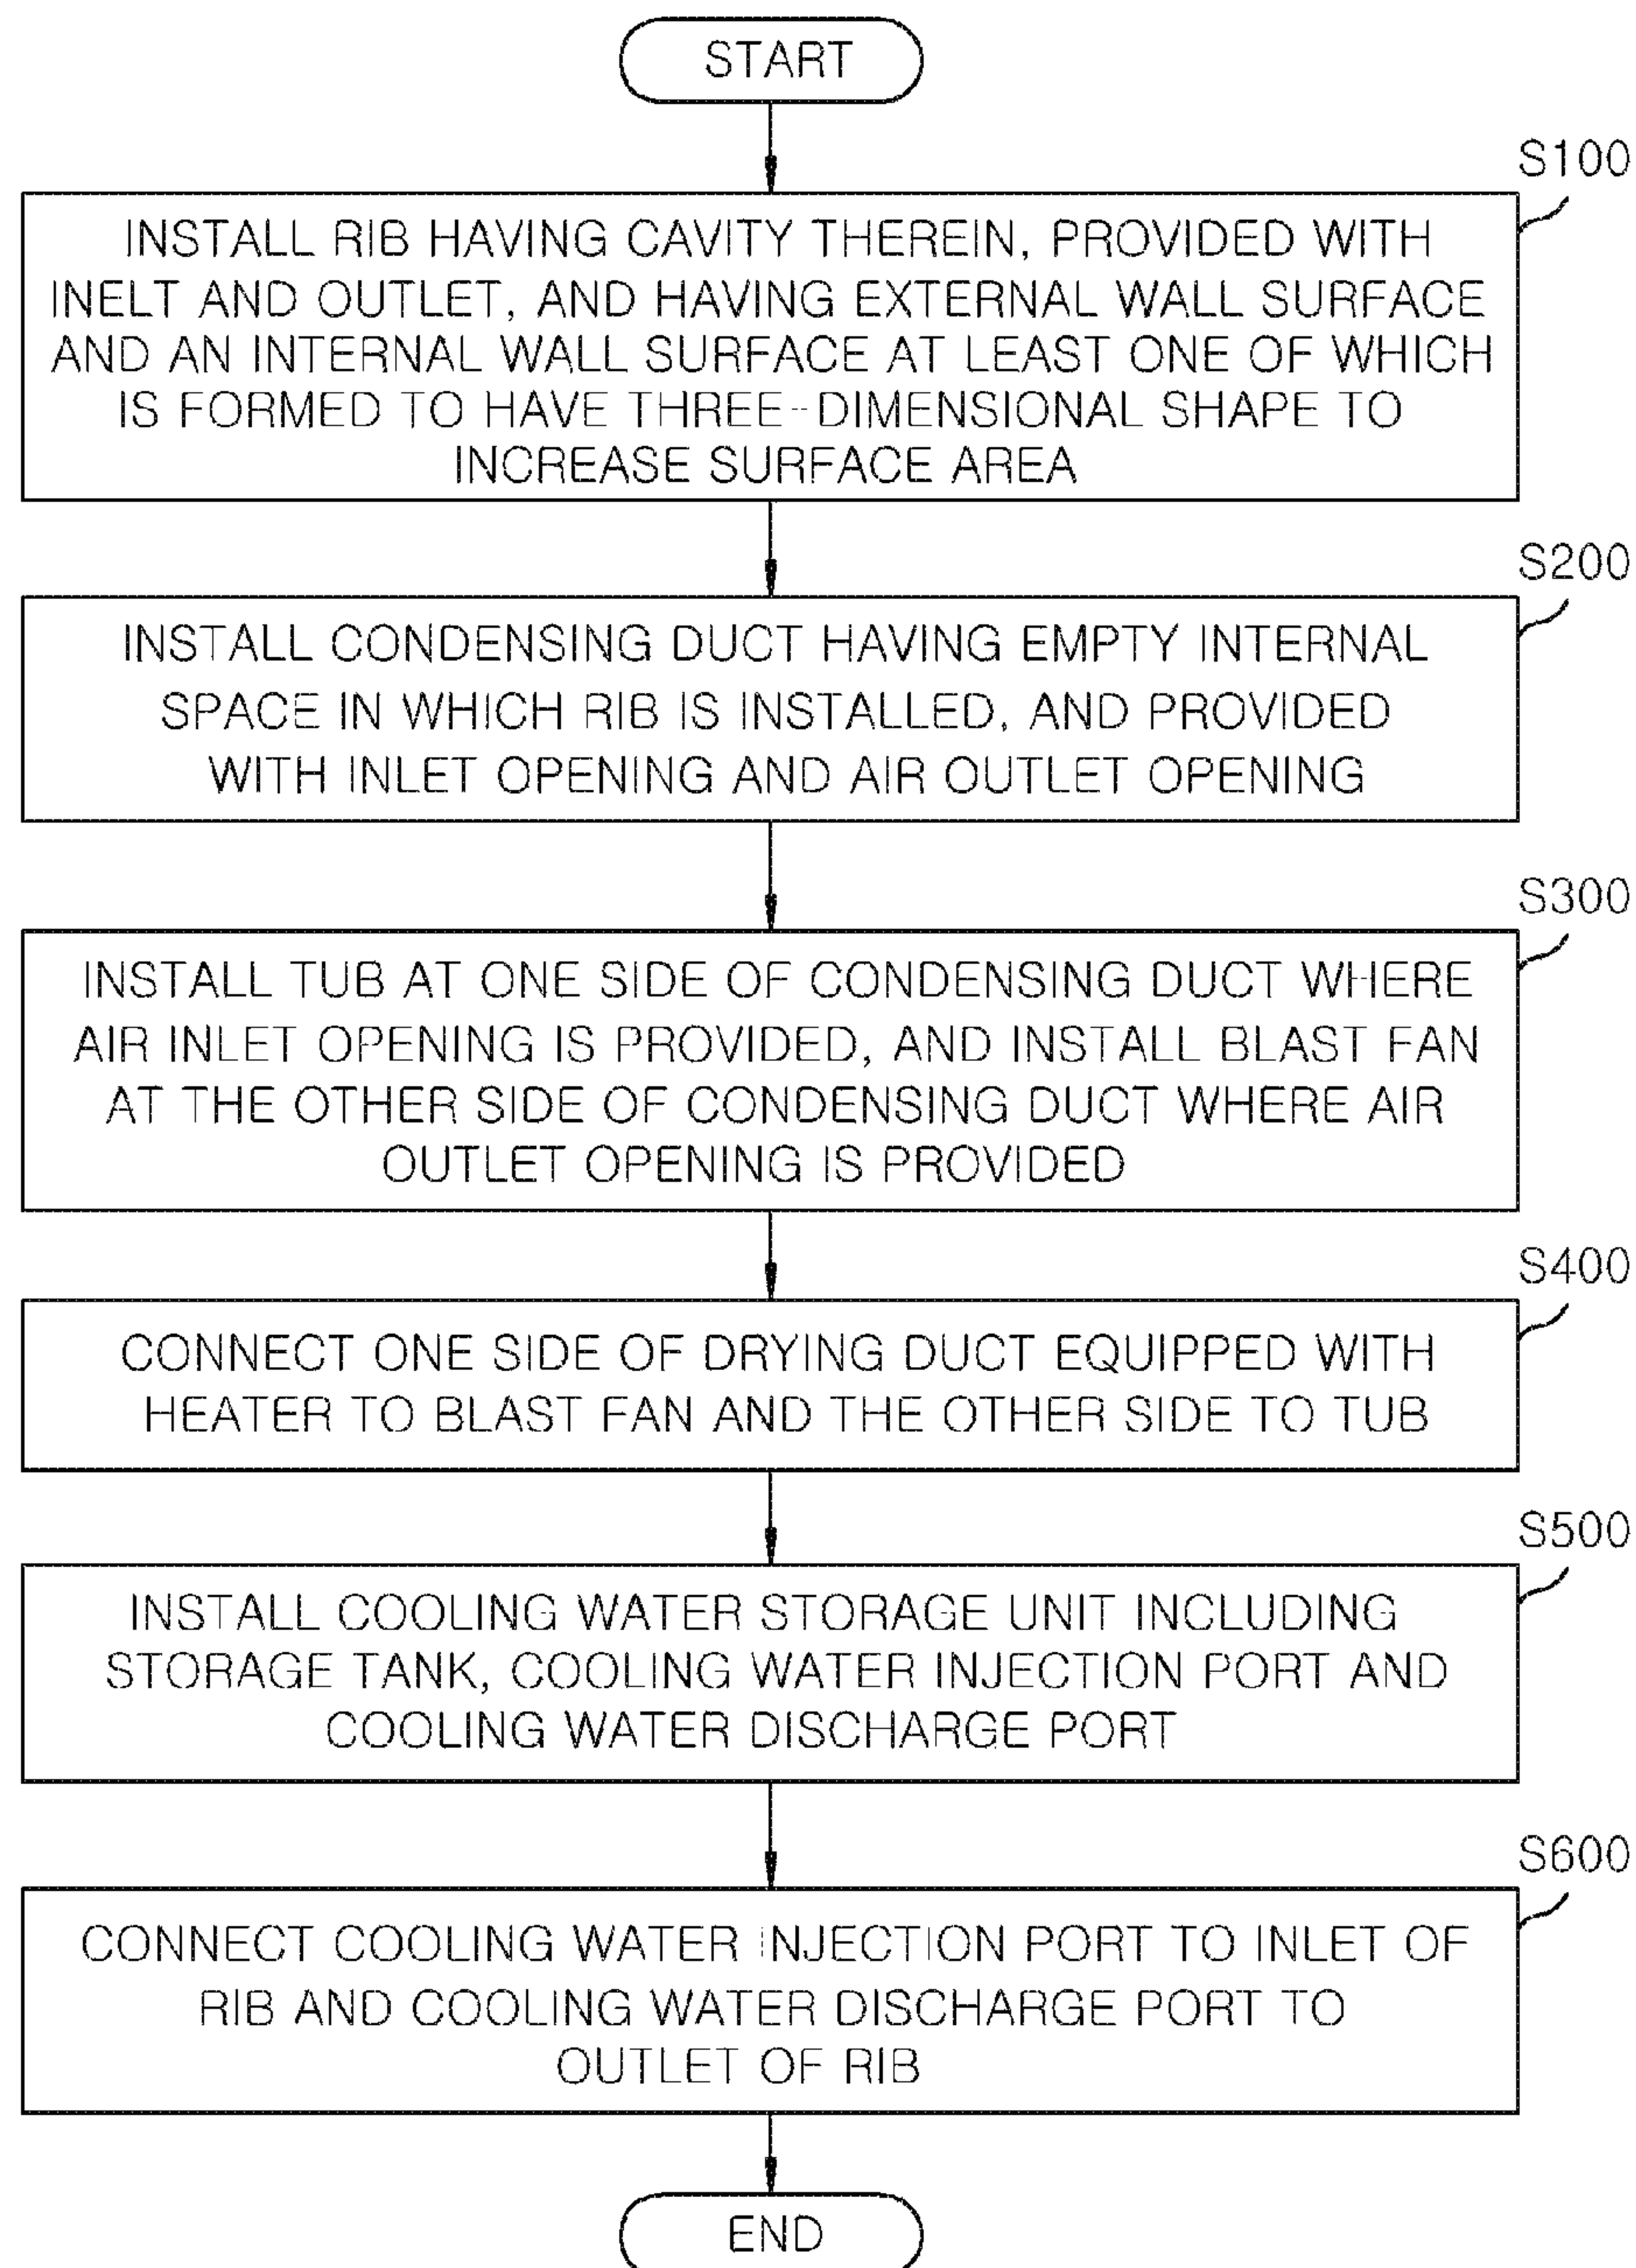 START
S100
INSTALL RIB HAVING CAVITY THEREIN, PROVIDED WITH
INELT AND OUTLET, AND HAVING EXTERNAL WALL SURFACE
AND AN INTERNAL WALL SURFACE AT LEAST ONE OF WHICH
IS FORMED TO HAVE THREE-DIMENSIONAL SHAPE TO
INCREASE SURFACE AREA
S200
INSTALL CONDENSING DUCT HAVING EMPTY INTERNAL
SPACE IN WHICH RIB IS INSTALLED, AND PROVIDED
WITH INLET OPENING AND AIR OUTLET OPENING
S300
INSTALL TUB AT ONE SIDE OF CONDENSING DUCT WHERE
AIR INLET OPENING IS PROVIDED, AND INSTALL BLAST FAN
AT THE OTHER SIDE OF CONDENSING DUCT WHERE AIR
OUTLET OPENING IS PROVIDED
S400
CONNECT ONE SIDE OF DRYING DUCT EQUIPPED WITH
HEATER TO BLAST FAN AND THE OTHER SIDE TO TUB
S500
INSTALL COOLING WATER STORAGE UNIT INCLUDING
STORAGE TANK, COOLING WATER INJECTION PORT AND
COOLING WATER DISCHARGE PORT
S600
CONNECT COOLING WATER INJECTION PORT TO INLET OF
RIB AND COOLING WATER DISCHARGE PORT TO
OUTLET OF RIB
END